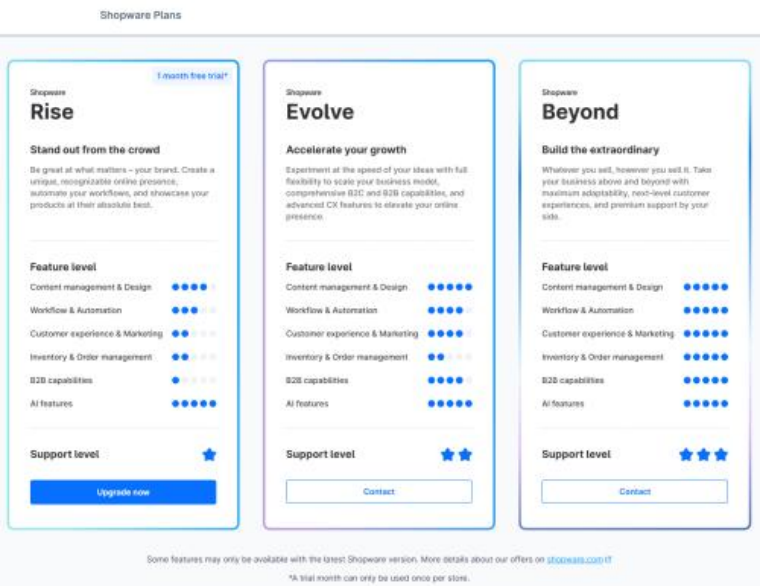 Shopware Plans
1 month free trial*
Shopware
Rise
Stand out from the crowd
Be great at what matters – your brand. Create a
unique, recognizable online presence,
automate your workflows, and showcase your
products at their absolute best.
Feature level
Content management & Design
Workflow & Automation
Customer experience & Marketing
Inventory & Order management
B2B capabilities
AI features
Support level
Upgrade now
Shopware
Evolve
Accelerate your growth
Experiment at the speed of your ideas with full
flexibility to scale your business model,
comprehensive B2C and B2B capabilities, and
advanced CX features to elevate your online
presence.
Feature level
Content management & Design
Workflow & Automation
Customer experience & Marketing
Inventory & Order management
B2B capabilities
AI features
Support level
Contact
Shopware
Beyond
Build the extraordinary
Whatever you sell, however you sell it. Take
your business above and beyond with
maximum adaptability, next-level customer
experiences, and premium support by your
side.
Feature level
Content management & Design
Workflow & Automation
Customer experience & Marketing
Inventory & Order management
B2B capabilities
AI features
Support level
Contact
Some features may only be available with the latest Shopware version. More details about our offers on shopware.com
*A trial month can only be used once per store.